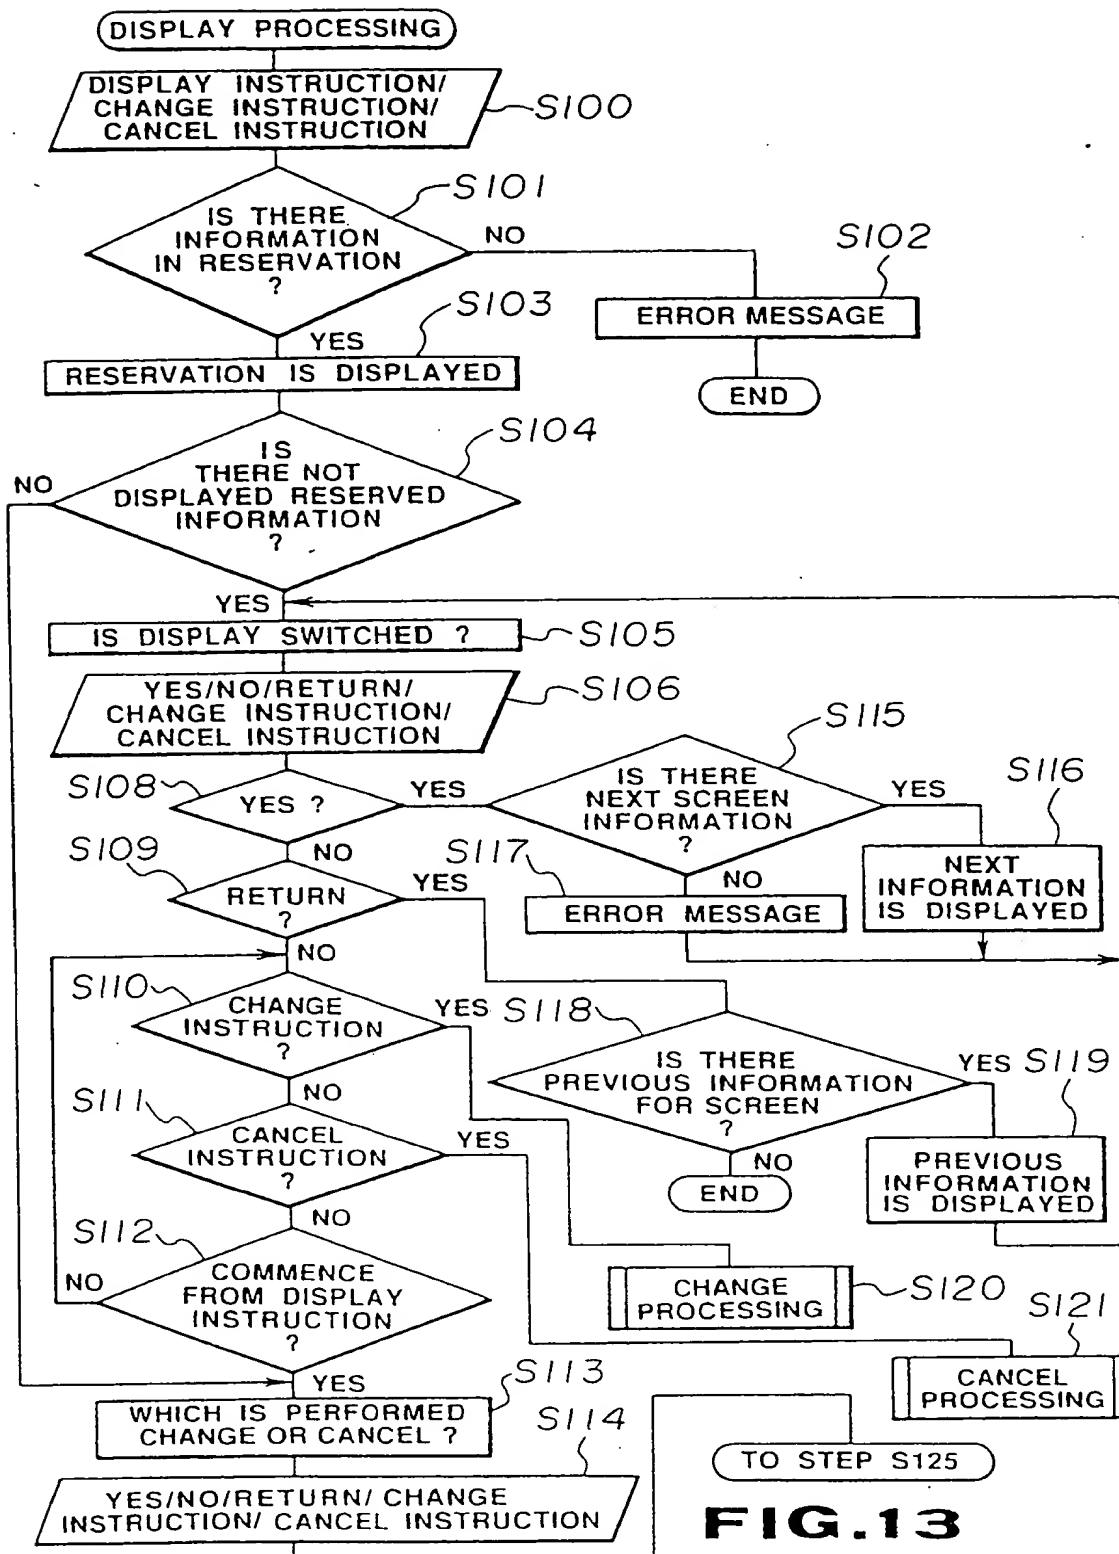 DISPLAY PROCESSING
DISPLAY INSTRUCTION/
CHANGE INSTRUCTION/
CANCEL INSTRUCTION
S100
S101
IS THERE
INFORMATION
IN RESERVATION
?
NO
S102
ERROR MESSAGE
END
YES
S103
RESERVATION IS DISPLAYED
S104
IS
THERE NOT
DISPLAYED RESERVED
INFORMATION
?
NO
YES
IS DISPLAY SWITCHED ?
S105
YES/NO/RETURN/
CHANGE INSTRUCTION/
CANCEL INSTRUCTION
S106
S108
YES ?
YES
NO
S115
IS THERE
NEXT SCREEN
INFORMATION
?
YES
S116
NEXT
INFORMATION
IS DISPLAYED
NO
S117
ERROR MESSAGE
S109
RETURN
?
YES
NO
S110
CHANGE
INSTRUCTION
?
YES
NO
S118
IS THERE
PREVIOUS INFORMATION
FOR SCREEN
?
YES
S119
PREVIOUS
INFORMATION
IS DISPLAYED
NO
END
S111
CANCEL
INSTRUCTION
?
YES
NO
S112
COMMENCE
FROM DISPLAY
INSTRUCTION
?
NO
YES
CHANGE
PROCESSING
S120
S121
CANCEL
PROCESSING
S113
WHICH IS PERFORMED
CHANGE OR CANCEL ?
S114
YES/NO/RETURN/ CHANGE
INSTRUCTION/ CANCEL INSTRUCTION
TO STEP S125
FIG.13